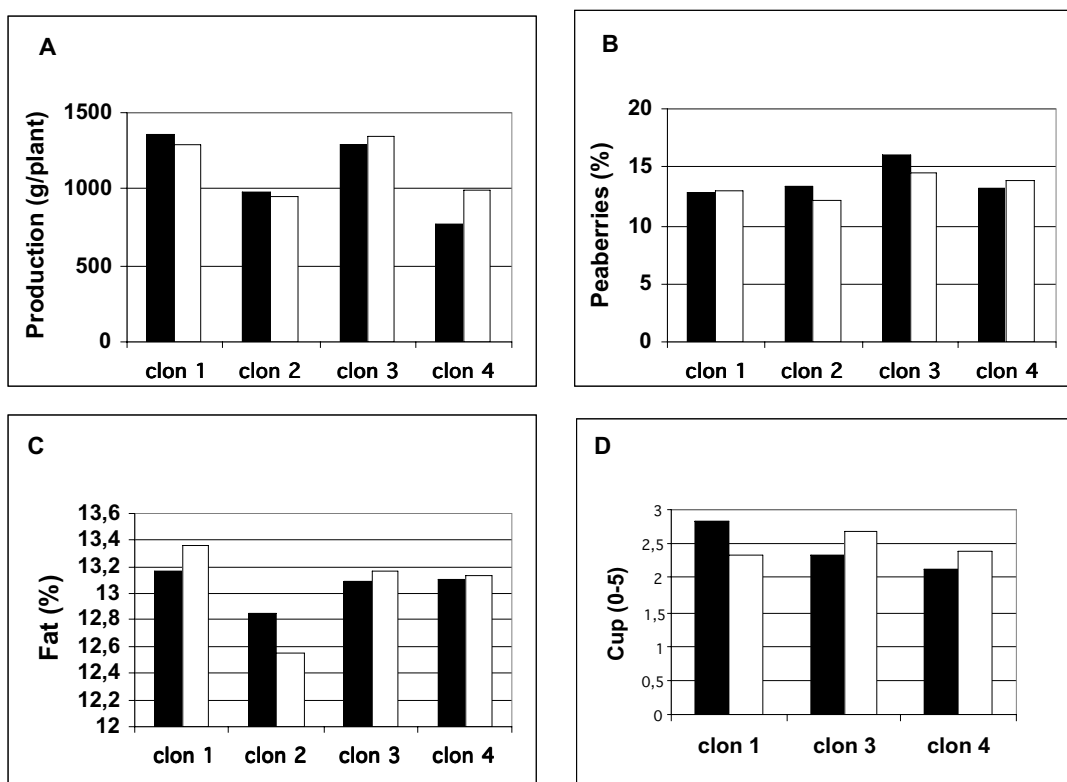 A
Production (g/plant)
1500
1000
500
0
clon 1 clon 2 clon 3 clon 4
B
Peaberries (%)
20
15
10
5
0
clon 1 clon 2 clon 3 clon 4
C
Fat (%)
13,6
13,4
13,2
13
12,8
12,6
12,4
12,2
12
clon 1 clon 2 clon 3 clon 4
D
Cup (0-5)
3
2,5
2
1,5
1
0,5
0
clon 1 clon 3 clon 4